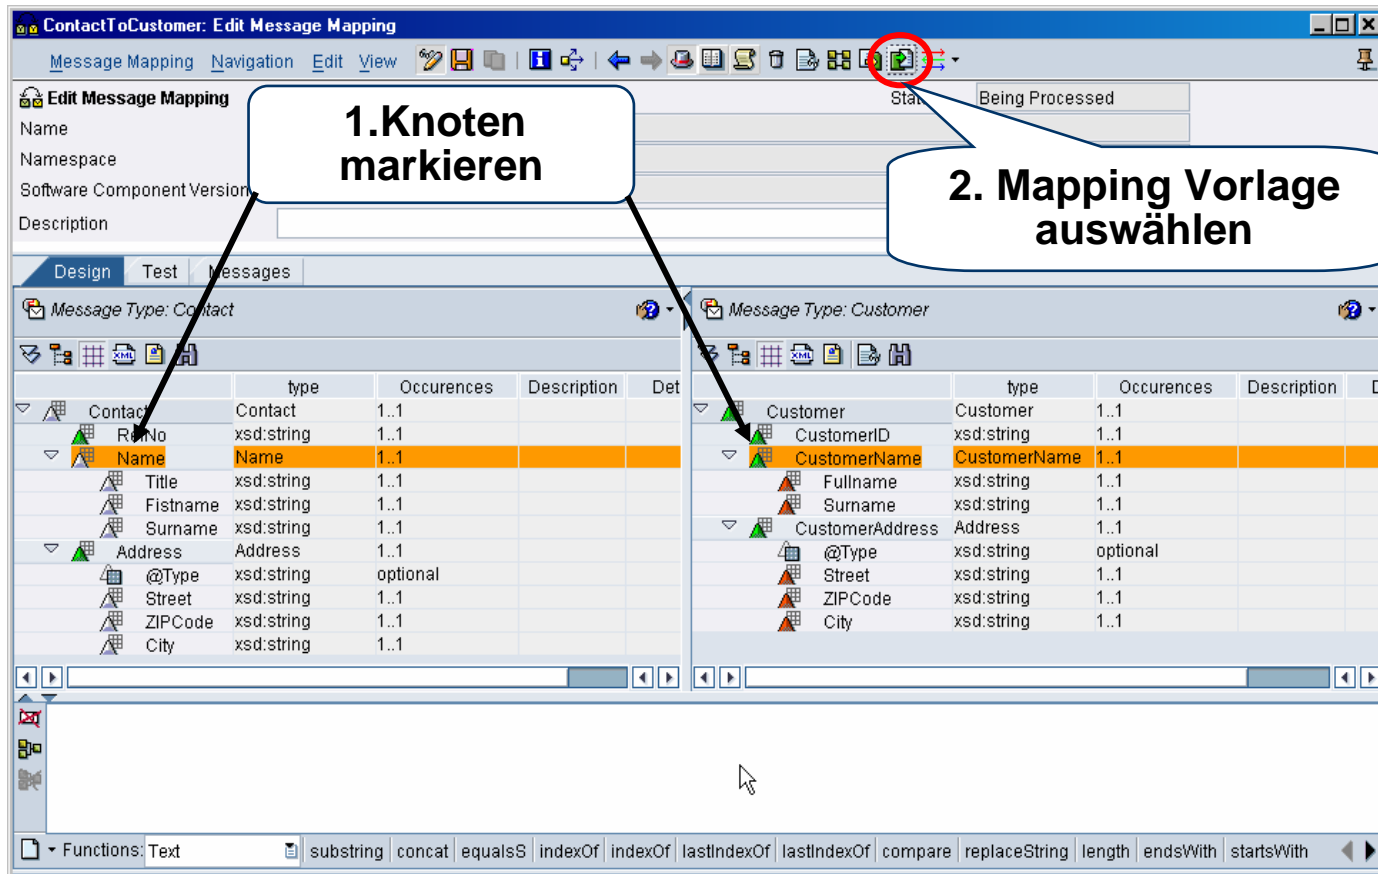 ContactToCustomer: Edit Message Mapping
Message Mapping Navigation Edit View
Edit Message Mapping
Being Processed
Name
Namespace
Software Component Version
Description
1.Knoten
markieren
2. Mapping Vorlage
auswählen
Design Test Messages
Message Type: Contact
type Occurences Description Det
Contact Contact 1..1
RefNo xsd:string 1..1
Name Name 1..1
Title xsd:string 1..1
Fistname xsd:string 1..1
Surname xsd:string 1..1
Address Address 1..1
@Type xsd:string optional
Street xsd:string 1..1
ZIPCode xsd:string 1..1
City xsd:string 1..1
Message Type: Customer
type Occurences Description D
Customer Customer 1..1
CustomerID xsd:string 1..1
CustomerName CustomerName 1..1
Fullname xsd:string 1..1
Surname xsd:string 1..1
CustomerAddress Address 1..1
@Type xsd:string optional
Street xsd:string 1..1
ZIPCode xsd:string 1..1
City xsd:string 1..1
Functions: Text substring concat equalsS indexOf indexOf lastIndexOf lastIndexOf compare replaceString length endsWith startsWith